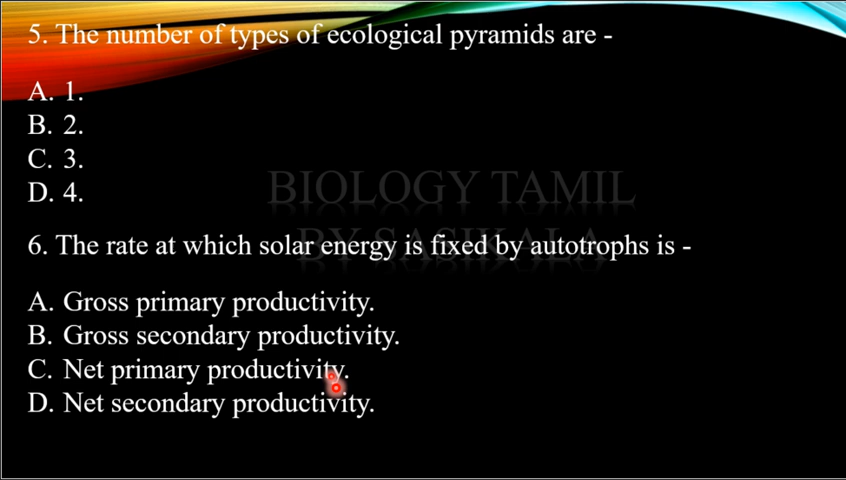 5. The number of types of ecological pyramids are -
A. 1.
B. 2.
C. 3.
D. 4.
BIOLOGY TAMIL
BY SASIKALA
6. The rate at which solar energy is fixed by autotrophs is -
A. Gross primary productivity.
B. Gross secondary productivity.
C. Net primary productivity.
D. Net secondary productivity.